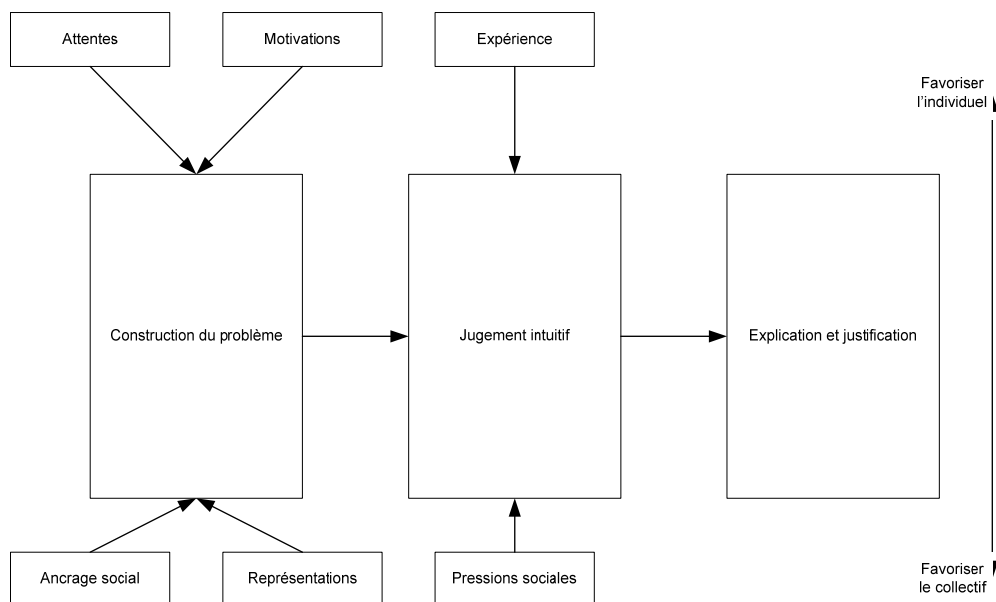 Attentes
Motivations
Expérience
Favoriser
l'individuel
Construction du problème
Jugement intuitif
Explication et justification
Ancrage social
Représentations
Pressions sociales
Favoriser
le collectif